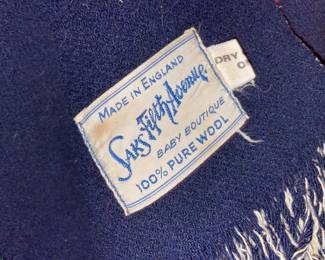 MADE IN ENGLAND
Saks Fifth Avenue
BABY BOUTIQUE
100% PURE WOOL
DRY